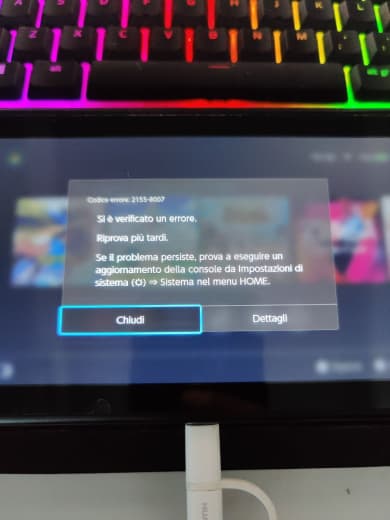 Codice errore: 2155-8007
Si è verificato un errore.
Riprova più tardi.
Se il problema persiste, prova a eseguire un
aggiornamento della console da Impostazioni di
sistema (⚙) ⇒ Sistema nel menu HOME.
Chiudi
Dettagli